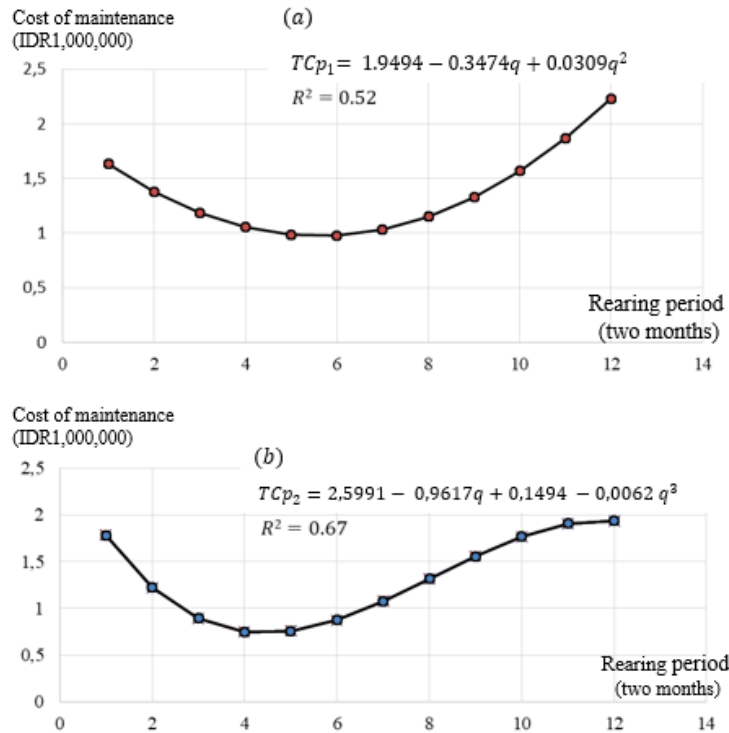 Cost of maintenance
(IDR1,000,000)
(a)
TCp₁ = 1.9494 − 0.3474q + 0.0309q²
R² = 0.52
2,5
2
1,5
1
0,5
0
Rearing period
(two months)
0 2 4 6 8 10 12 14
Cost of maintenance
(IDR1,000,000)
(b)
TCp₂ = 2,5991 − 0,9617q + 0,1494 − 0,0062 q³
R² = 0.67
2,5
2
1,5
1
0,5
0
Rearing period
(two months)
0 2 4 6 8 10 12 14